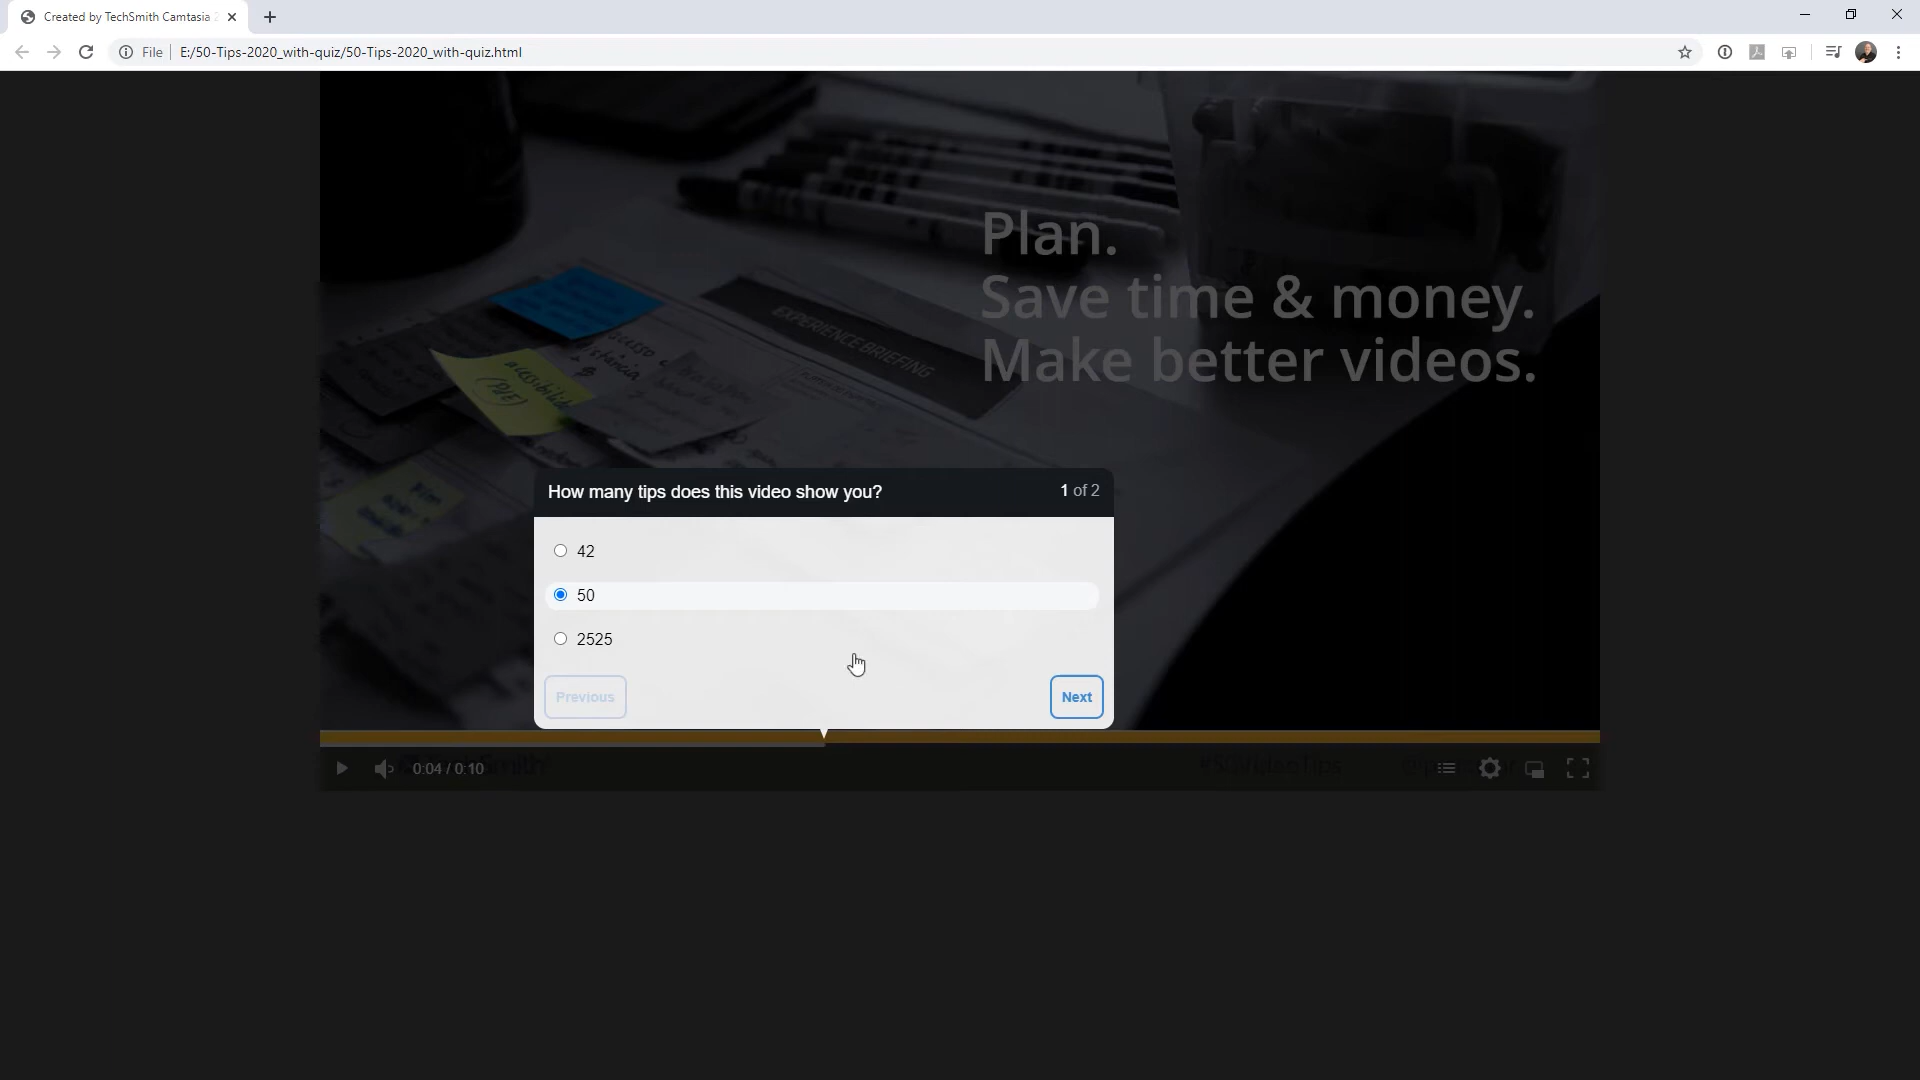 Created by TechSmith Camtasia 2
File
E:/50-Tips-2020_with-quiz/50-Tips-2020_with-quiz.html
Plan.
Save time & money.
Make better videos.
EXPERIENCE BRIEFING
How many tips does this video show you?
1 of 2
42
50
2525
Previous
Next
0:04 / 0:10